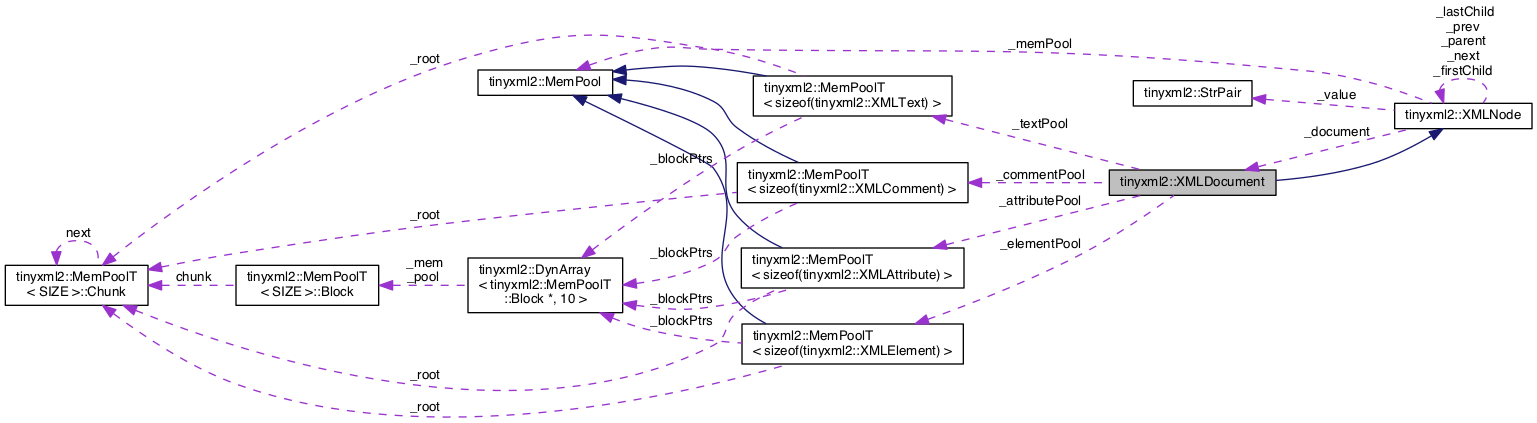 _lastChild
_prev
_parent
_next
_firstChild
_memPool
_root
tinyxml2::MemPool
tinyxml2::MemPoolT
< sizeof(tinyxml2::XMLText) >
tinyxml2::StrPair
_value
tinyxml2::XMLNode
_textPool
_document
_blockPtrs
tinyxml2::MemPoolT
< sizeof(tinyxml2::XMLComment) >
_commentPool
tinyxml2::XMLDocument
_root
_attributePool
next
_elementPool
tinyxml2::MemPoolT
< SIZE >::Chunk
chunk
tinyxml2::MemPoolT
< SIZE >::Block
_mem
_pool
tinyxml2::DynArray
< tinyxml2::MemPoolT
::Block *, 10 >
_blockPtrs
tinyxml2::MemPoolT
< sizeof(tinyxml2::XMLAttribute) >
_blockPtrs
_blockPtrs
tinyxml2::MemPoolT
< sizeof(tinyxml2::XMLElement) >
_root
_root